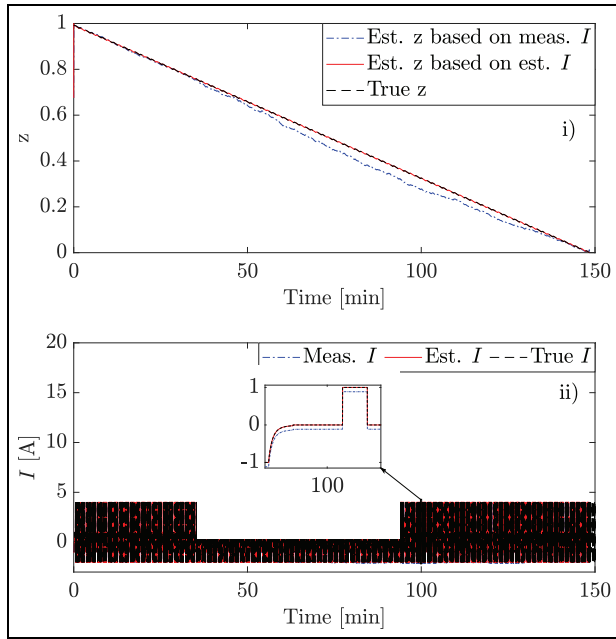 1
0.8
0.6
0.4
0.2
0
z
Est. z based on meas. I
Est. z based on est. I
True z
i)
0 50 100 150
Time [min]
20
15
10
5
0
I [A]
Meas. I Est. I True I
ii)
1
0
-1
100
0 50 100 150
Time [min]